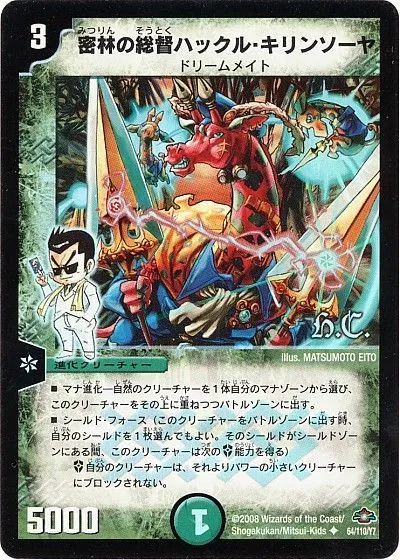 3
みつりん そうとく
密林の総督ハックル・キリンソーヤ
ドリームメイト
H.C.
illus. MATSUMOTO EITO
進化クリーチャー
■ マナ進化―自然のクリーチャーを1体自分のマナゾーンから選び、
このクリーチャーをその上に重ねつつバトルゾーンに出す。
■ シールド・フォース（このクリーチャーをバトルゾーンに出す時、
自分のシールドを1枚選んでもよい。そのシールドがシールドゾー
ンにある間、このクリーチャーは次のⓈⒻ能力を得る）
ⓈⒻ自分のクリーチャーは、それよりパワーの小さいクリーチャー
にブロックされない。
5000
1
©2008 Wizards of the Coast/
Shogakukan/Mitsui-Kids ◆ 64/110/Y7